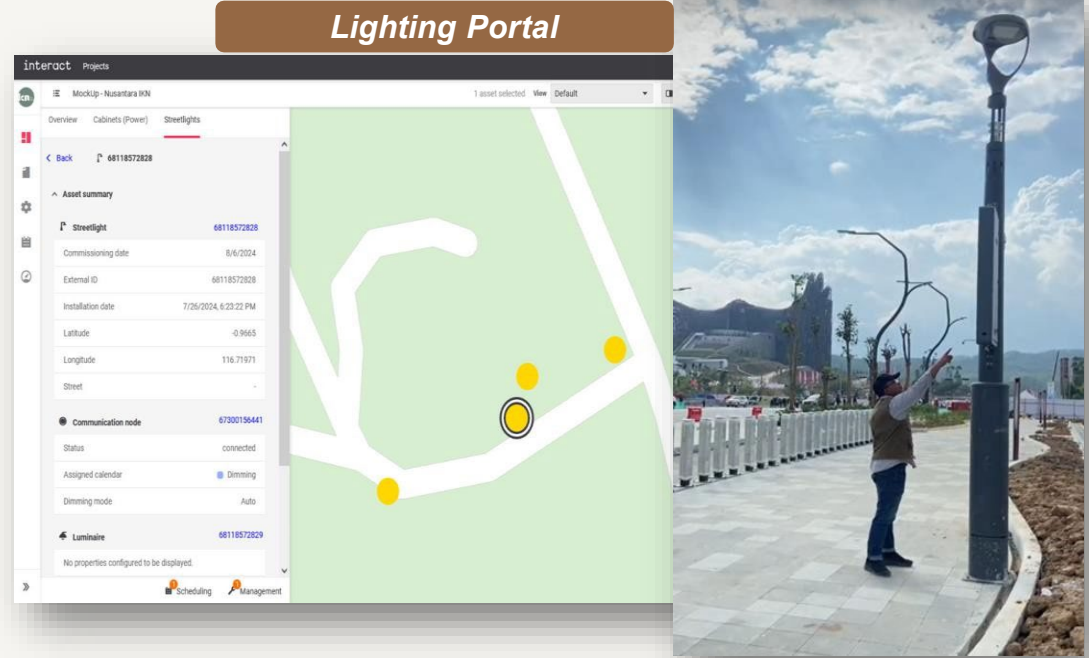 Lighting Portal
interact Projects
MockUp - Nusantara IKN
1 asset selected View Default
Overview Cabinets (Power) Streetlights
Back 68118572828
Asset summary
Streetlight 68118572828
Commissioning date 8/6/2024
External ID 68118572828
Installation date 7/26/2024, 6:23:22 PM
Latitude -0.9665
Longitude 116.71971
Street -
Communication node 67300156441
Status connected
Assigned calendar Dimming
Dimming mode Auto
Luminaire 68118572829
No properties configured to be displayed.
Scheduling Management